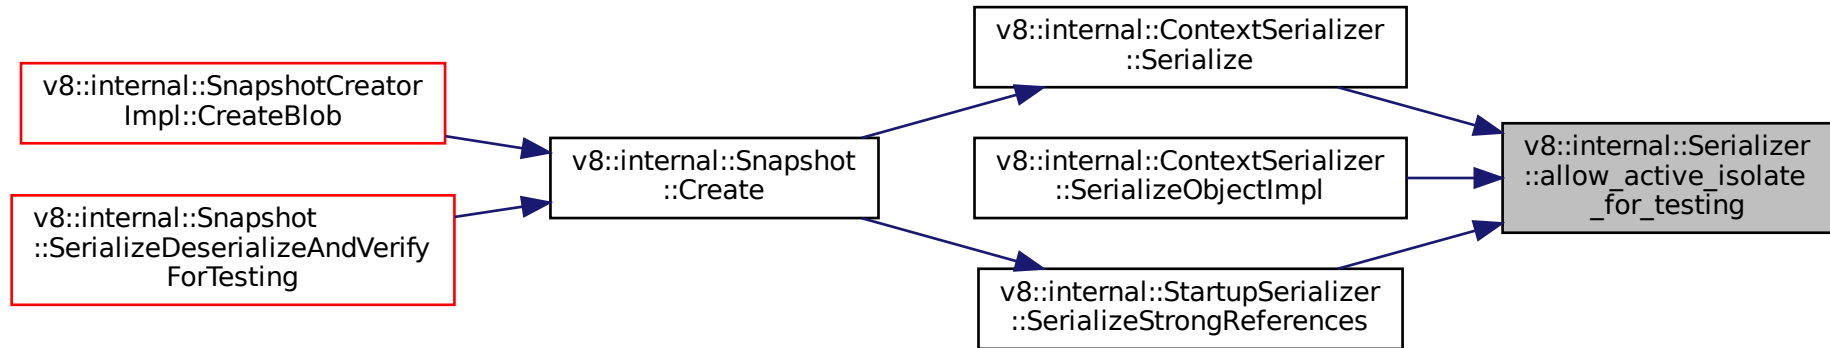 v8::internal::SnapshotCreator
Impl::CreateBlob
v8::internal::Snapshot
::SerializeDeserializeAndVerify
ForTesting
v8::internal::Snapshot
::Create
v8::internal::ContextSerializer
::Serialize
v8::internal::ContextSerializer
::SerializeObjectImpl
v8::internal::StartupSerializer
::SerializeStrongReferences
v8::internal::Serializer
::allow_active_isolate
_for_testing